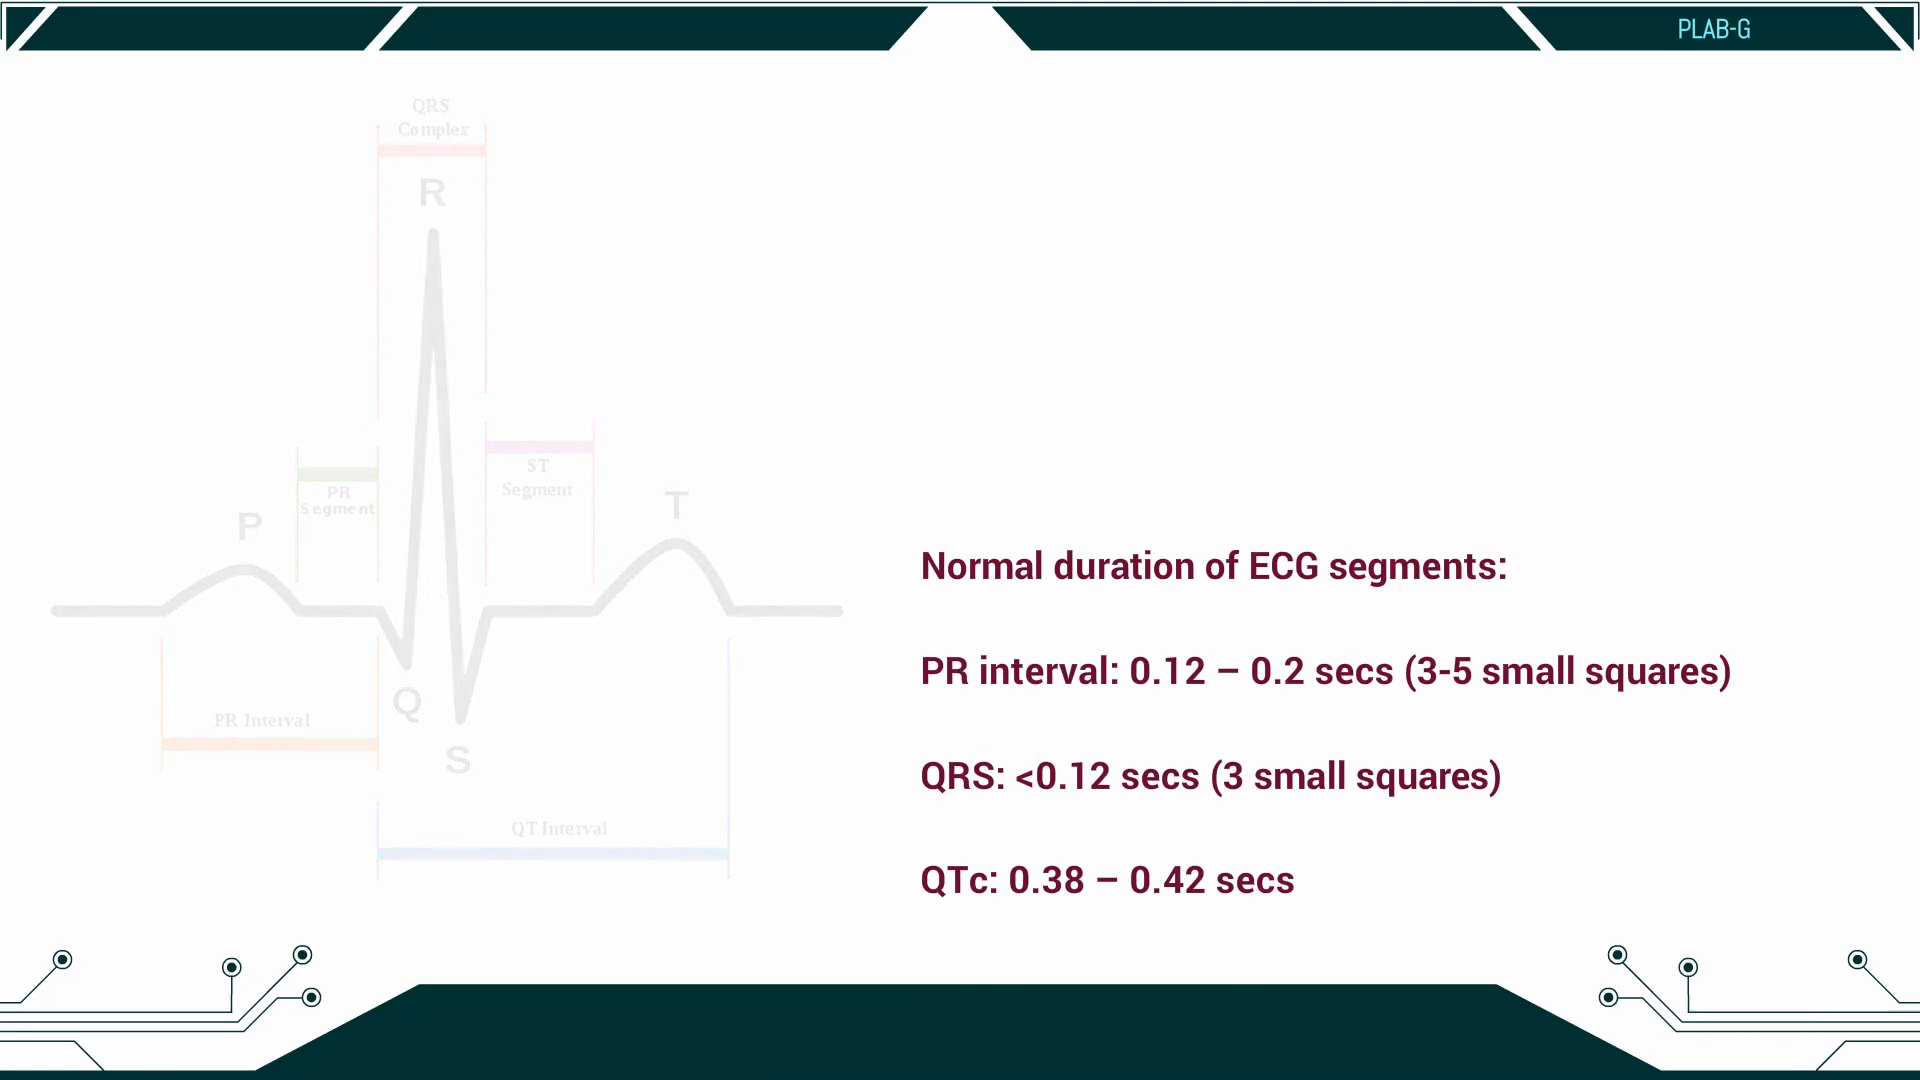 PLAB-G
QRS
Complex
R
ST
Segment
PR
Segment
P
T
Q
S
PR Interval
QT Interval
Normal duration of ECG segments:
PR interval: 0.12 – 0.2 secs (3-5 small squares)
QRS: <0.12 secs (3 small squares)
QTc: 0.38 – 0.42 secs